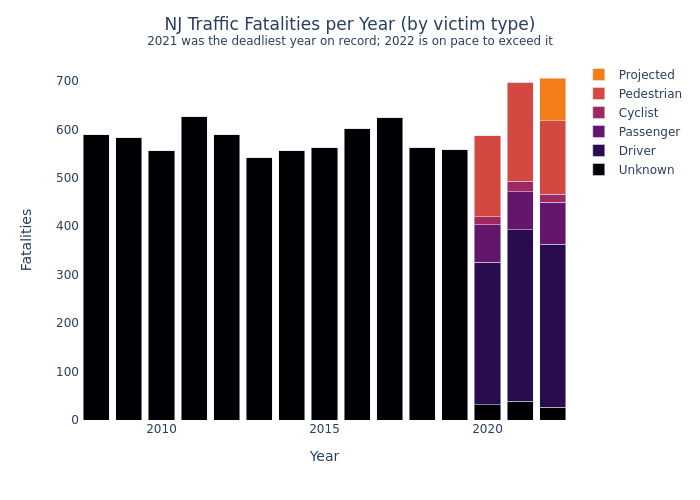 NJ Traffic Fatalities per Year (by victim type)
2021 was the deadliest year on record; 2022 is on pace to exceed it
Projected
Pedestrian
Cyclist
Passenger
Driver
Unknown
700
600
500
400
300
200
100
0
Fatalities
2010
2015
2020
Year